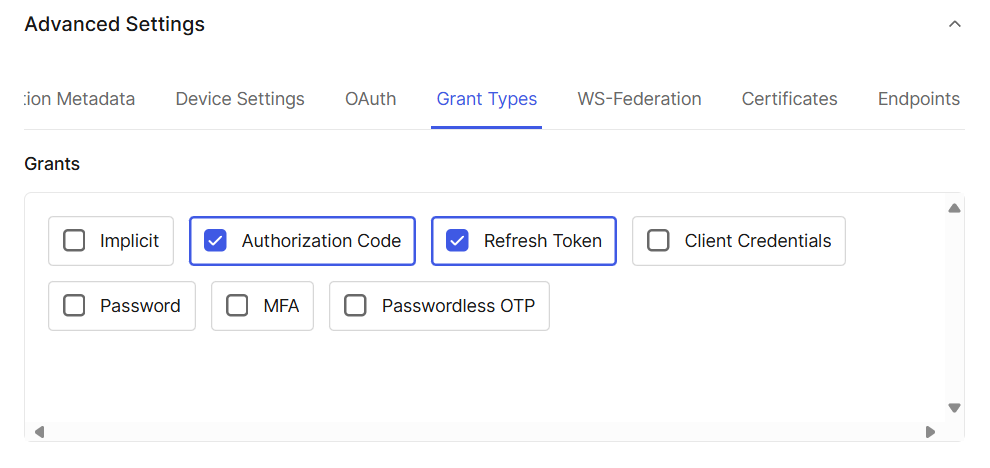 Advanced Settings
tion Metadata Device Settings OAuth Grant Types WS-Federation Certificates Endpoints
Grants
Implicit Authorization Code Refresh Token Client Credentials
Password MFA Passwordless OTP